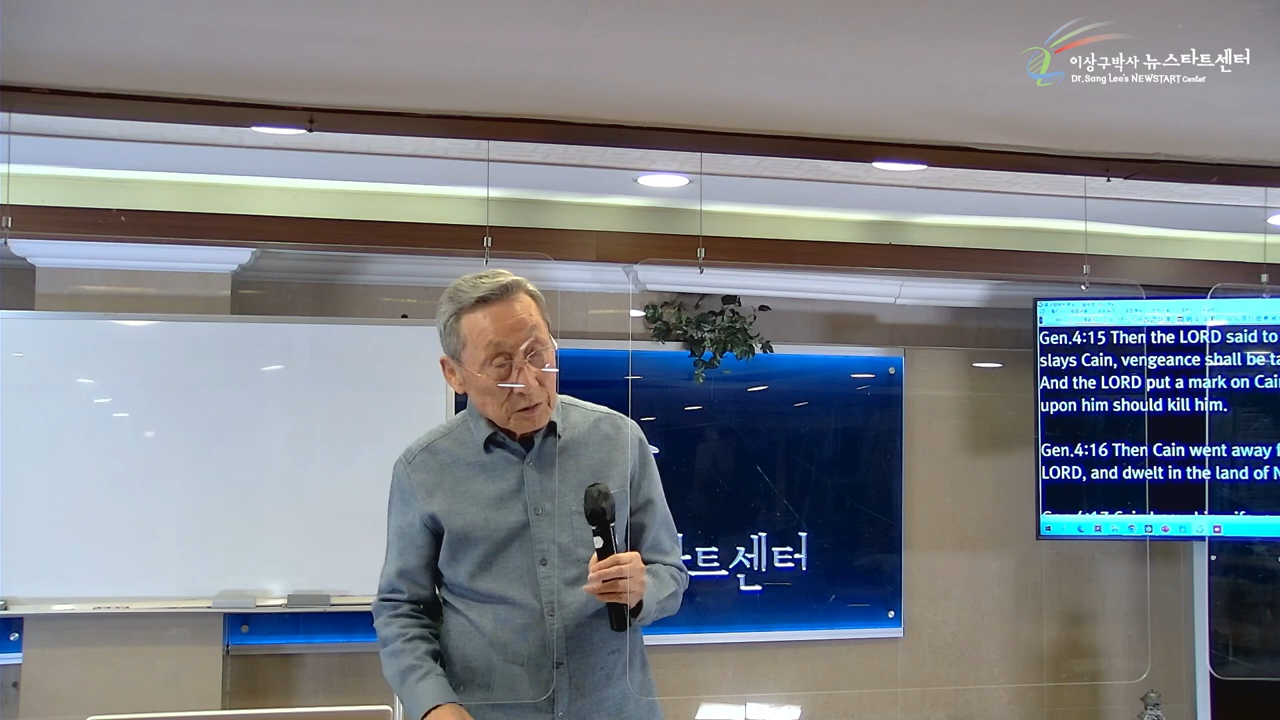 이상구박사 뉴스타트센터
Dr. Sang Lee's NEWSTART Center
Gen.4:15 Then the LORD said to
slays Cain, vengeance shall be ta
And the LORD put a mark on Cai
upon him should kill him.
Gen.4:16 Then Cain went away f
LORD, and dwelt in the land of N
트센터